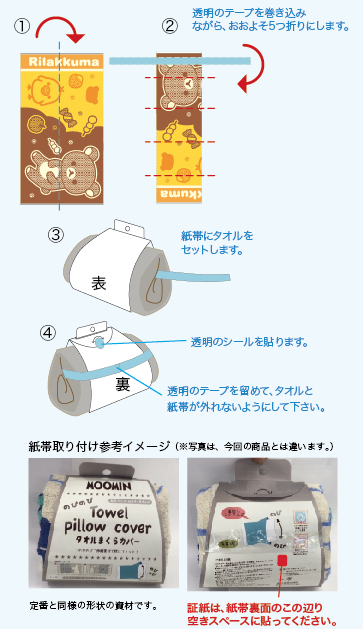 ①
②
透明のテープを巻き込み
ながら、おおよそ5つ折りにします。
Rilakkuma
kkuma
③
紙帯にタオルを
セットします。
表
④
透明のシールを貼ります。
裏
透明のテープを留めて、タオルと
紙帯が外れないようにして下さい。
紙帯取り付け参考イメージ（※写真は、今回の商品とは違います。）
MOOMIN
のびのび
Towel
pillow cover
タオルまくらカバー
のび
のび
定番と同様の形状の資材です。
証紙は、紙帯裏面のこの辺り
空きスペースに貼ってください。